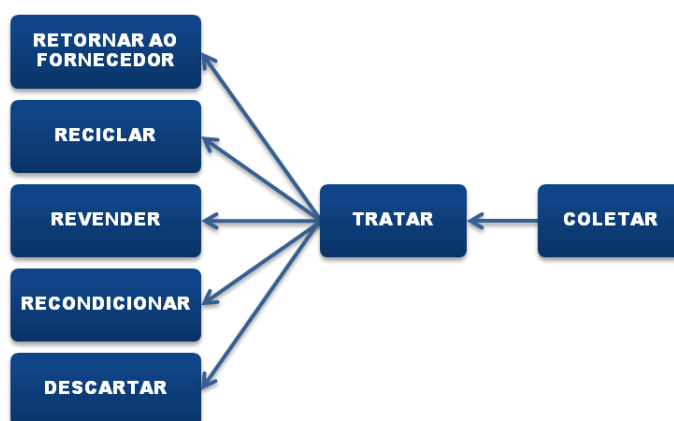 RETORNAR AO
FORNECEDOR
RECICLAR
REVENDER
TRATAR
COLETAR
RECONDICIONAR
DESCARTAR